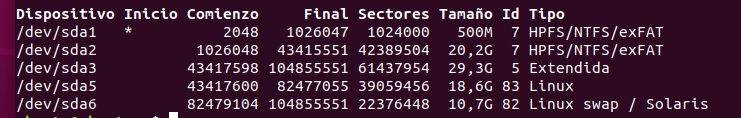 Dispositivo Inicio Comienzo Final Sectores Tamaño Id Tipo
/dev/sda1 * 2048 1026047 1024000 500M 7 HPFS/NTFS/exFAT
/dev/sda2 1026048 43415551 42389504 20,2G 7 HPFS/NTFS/exFAT
/dev/sda3 43417598 104855551 61437954 29,3G 5 Extendida
/dev/sda5 43417600 82477055 39059456 18,6G 83 Linux
/dev/sda6 82479104 104855551 22376448 10,7G 82 Linux swap / Solaris